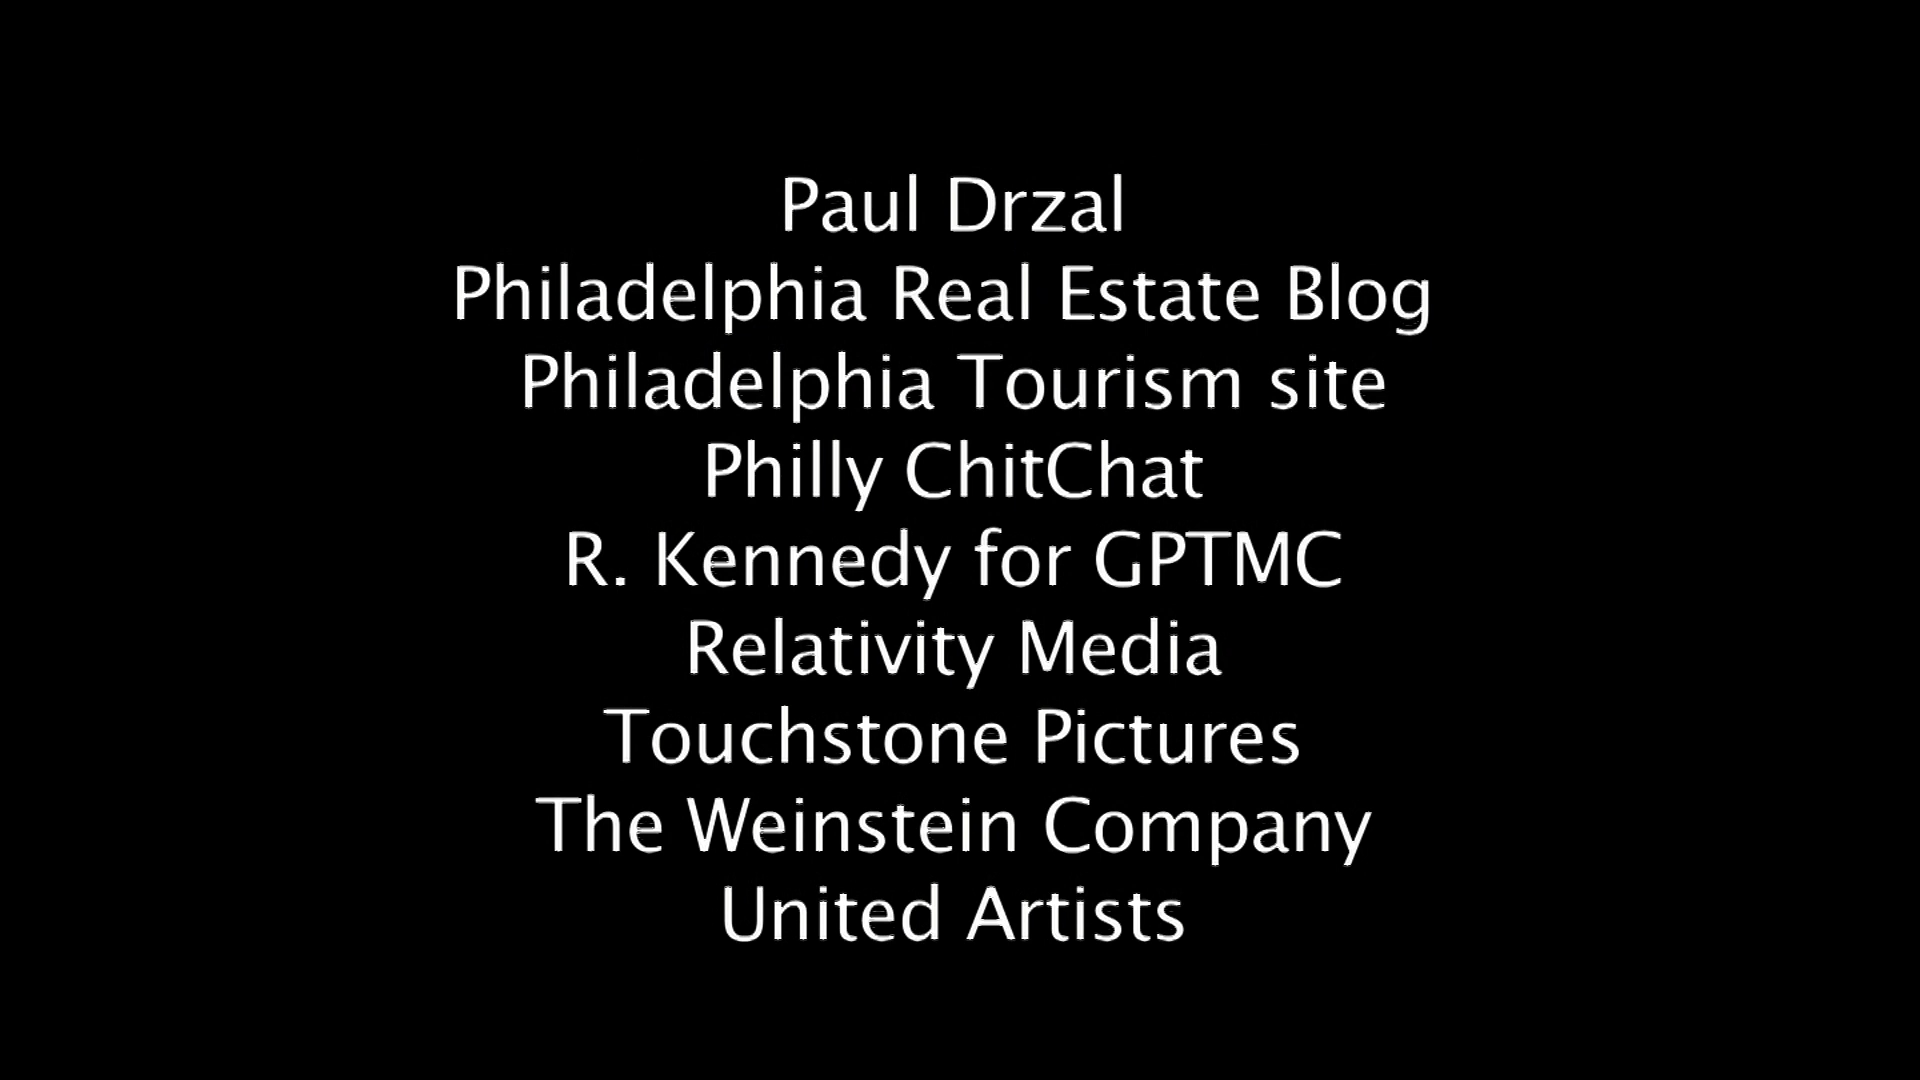 Paul Drzal
Philadelphia Real Estate Blog
Philadelphia Tourism site
Philly ChitChat
R. Kennedy for GPTMC
Relativity Media
Touchstone Pictures
The Weinstein Company
United Artists